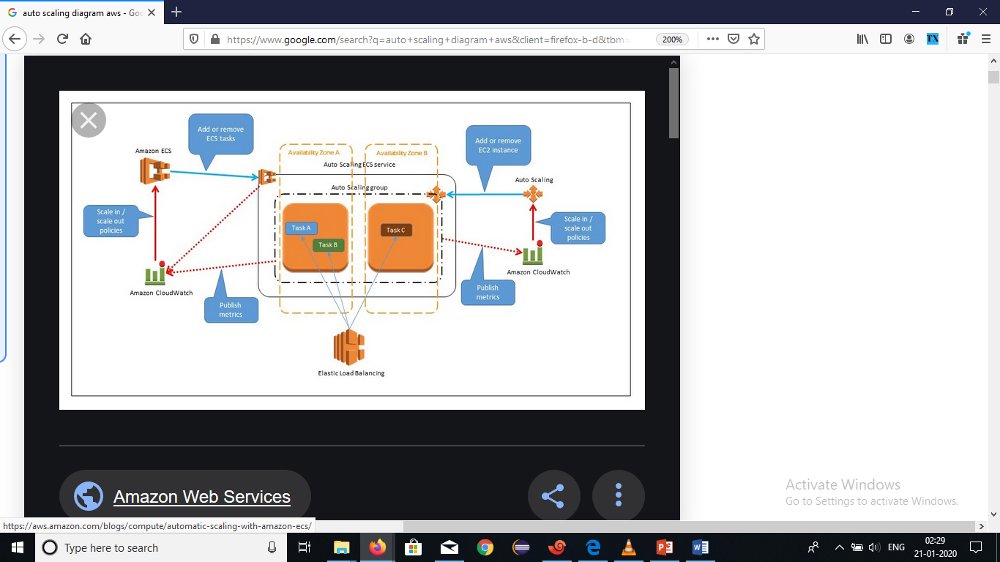 auto scaling diagram aws - Goo
https://www.google.com/search?q=auto+scaling+diagram+aws&client=firefox-b-d&tbm=
200%
TX
Add or remove
ECS tasks
Amazon ECS
Availability Zone A
Availability Zone B
Auto Scaling ECS service
Auto Scaling group
Add or remove
EC2 instance
Auto Scaling
Scale in /
scale out
policies
Task A
Task B
Task C
Scale in /
scale out
policies
Amazon CloudWatch
Publish
metrics
Amazon CloudWatch
Publish
metrics
Elastic Load Balancing
Amazon Web Services
Activate Windows
Go to Settings to activate Windows.
https://aws.amazon.com/blogs/compute/automatic-scaling-with-amazon-ecs/
Type here to search
ENG
02:29
21-01-2020